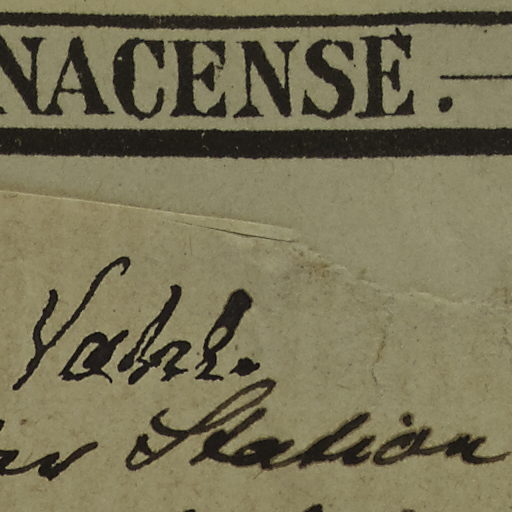 NACENSE.
Vahl.
Station